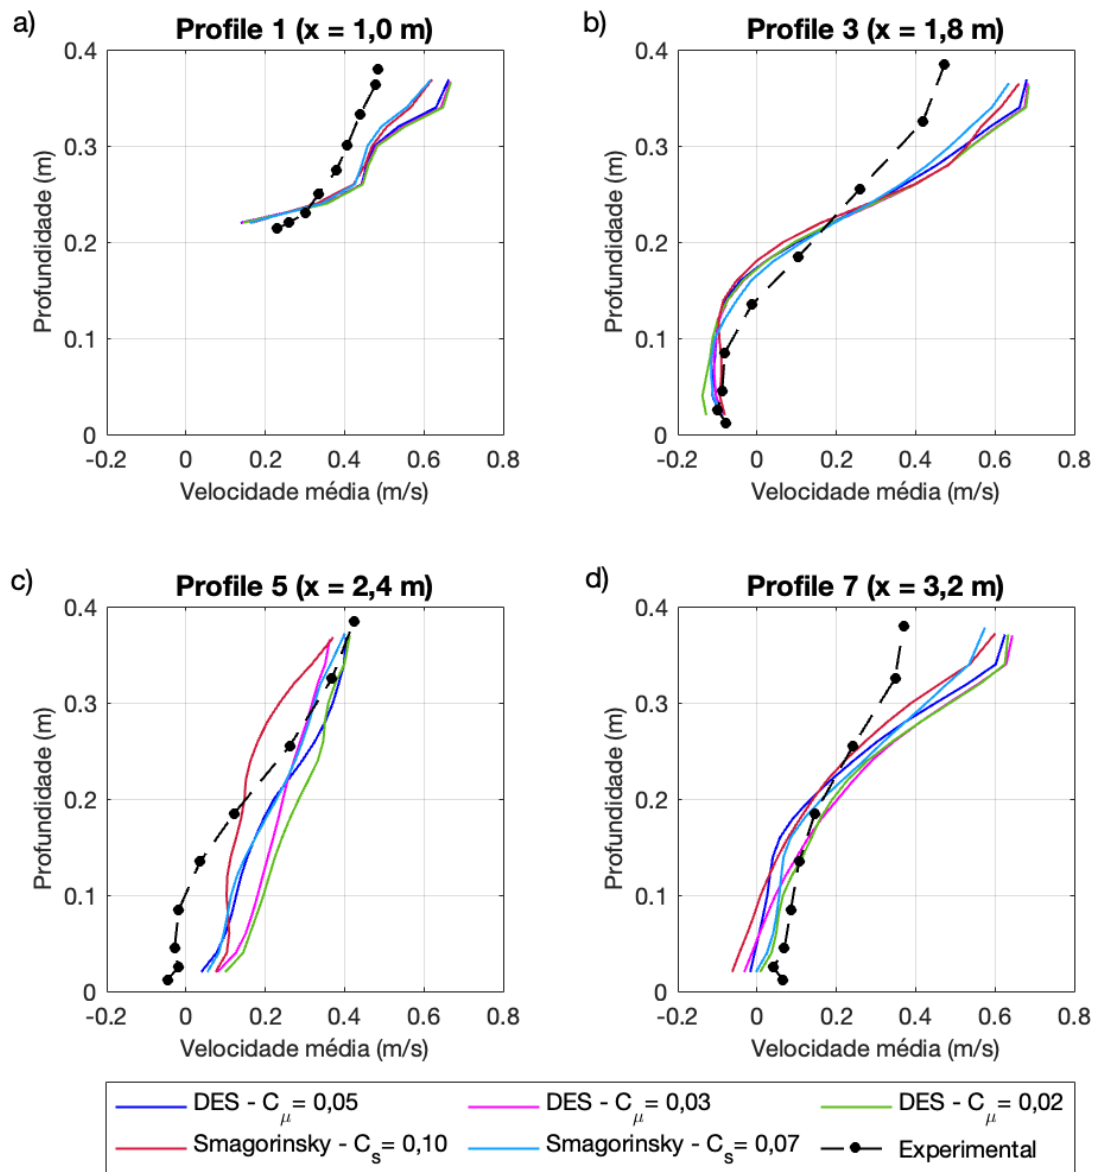 a) Profile 1 (x = 1,0 m)
0.4
0.3
0.2
0.1
0
Profundidade (m)
-0.2 0 0.2 0.4 0.6 0.8
Velocidade média (m/s)
b) Profile 3 (x = 1,8 m)
0.4
0.3
0.2
0.1
0
Profundidade (m)
-0.2 0 0.2 0.4 0.6 0.8
Velocidade média (m/s)
c) Profile 5 (x = 2,4 m)
0.4
0.3
0.2
0.1
0
Profundidade (m)
-0.2 0 0.2 0.4 0.6 0.8
Velocidade média (m/s)
d) Profile 7 (x = 3,2 m)
0.4
0.3
0.2
0.1
0
Profundidade (m)
-0.2 0 0.2 0.4 0.6 0.8
Velocidade média (m/s)
DES - C_μ= 0,05 DES - C_μ= 0,03 DES - C_μ= 0,02
Smagorinsky - C_s= 0,10 Smagorinsky - C_s= 0,07 Experimental